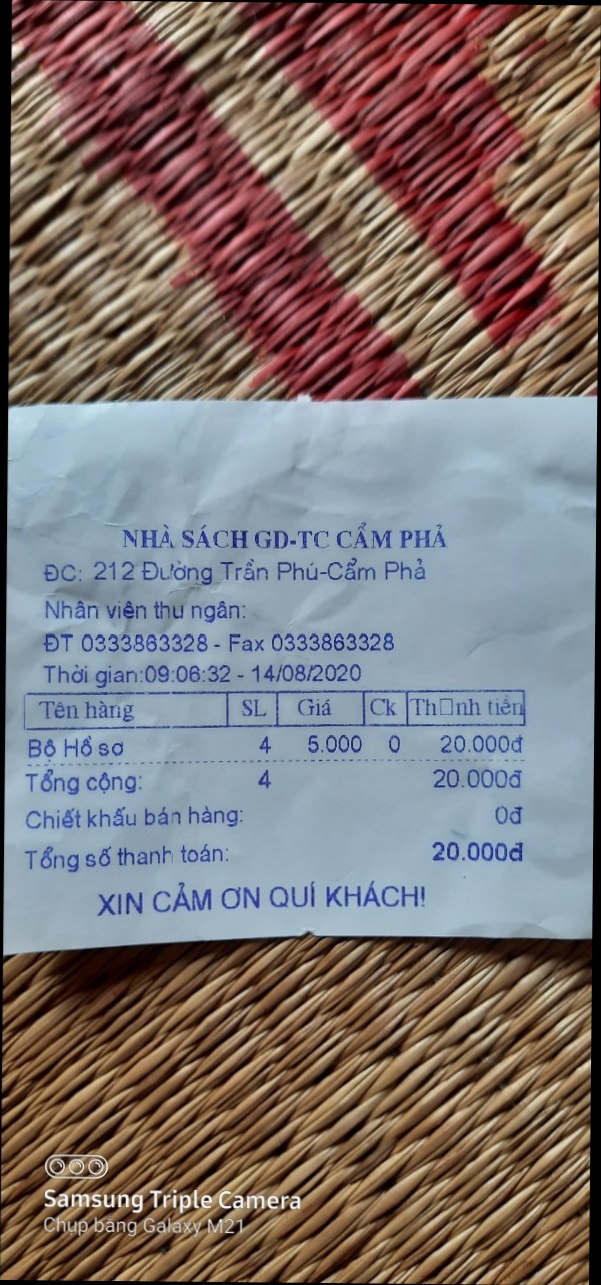 NHÀ SÁCH GD-TC CẨM PHẢ
ĐC: 212 Đường Trần Phú-Cẩm Phả
Nhân viên thu ngân:
ĐT 0333863328 - Fax 0333863328
Thời gian:09:06:32 - 14/08/2020
Tên hàng SL Giá Ck Th□nh tiền
Bộ Hồ sơ 4 5.000 0 20.000đ
Tổng cộng: 4 20.000đ
Chiết khấu bán hàng: 0đ
Tổng số thanh toán: 20.000đ
XIN CẢM ƠN QUÍ KHÁCH!
Samsung Triple Camera
Chụp bằng Galaxy M21